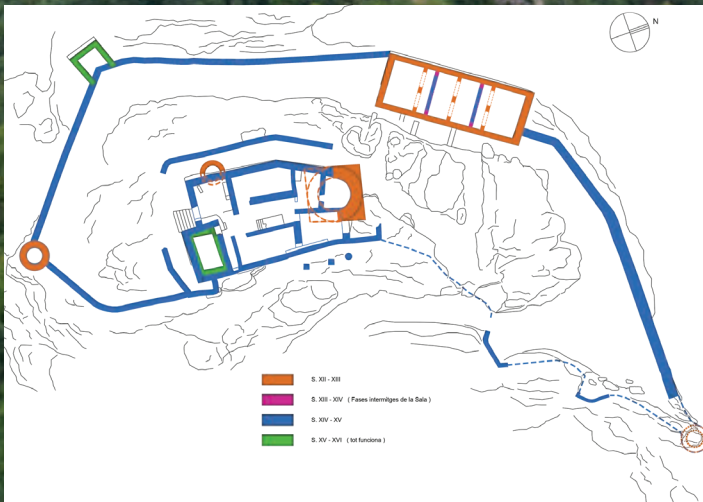 N
S. XII - XIII
S. XIII - XIV ( Fases intermitges de la Sala )
S. XIV - XV
S. XV - XVI ( tot funciona )